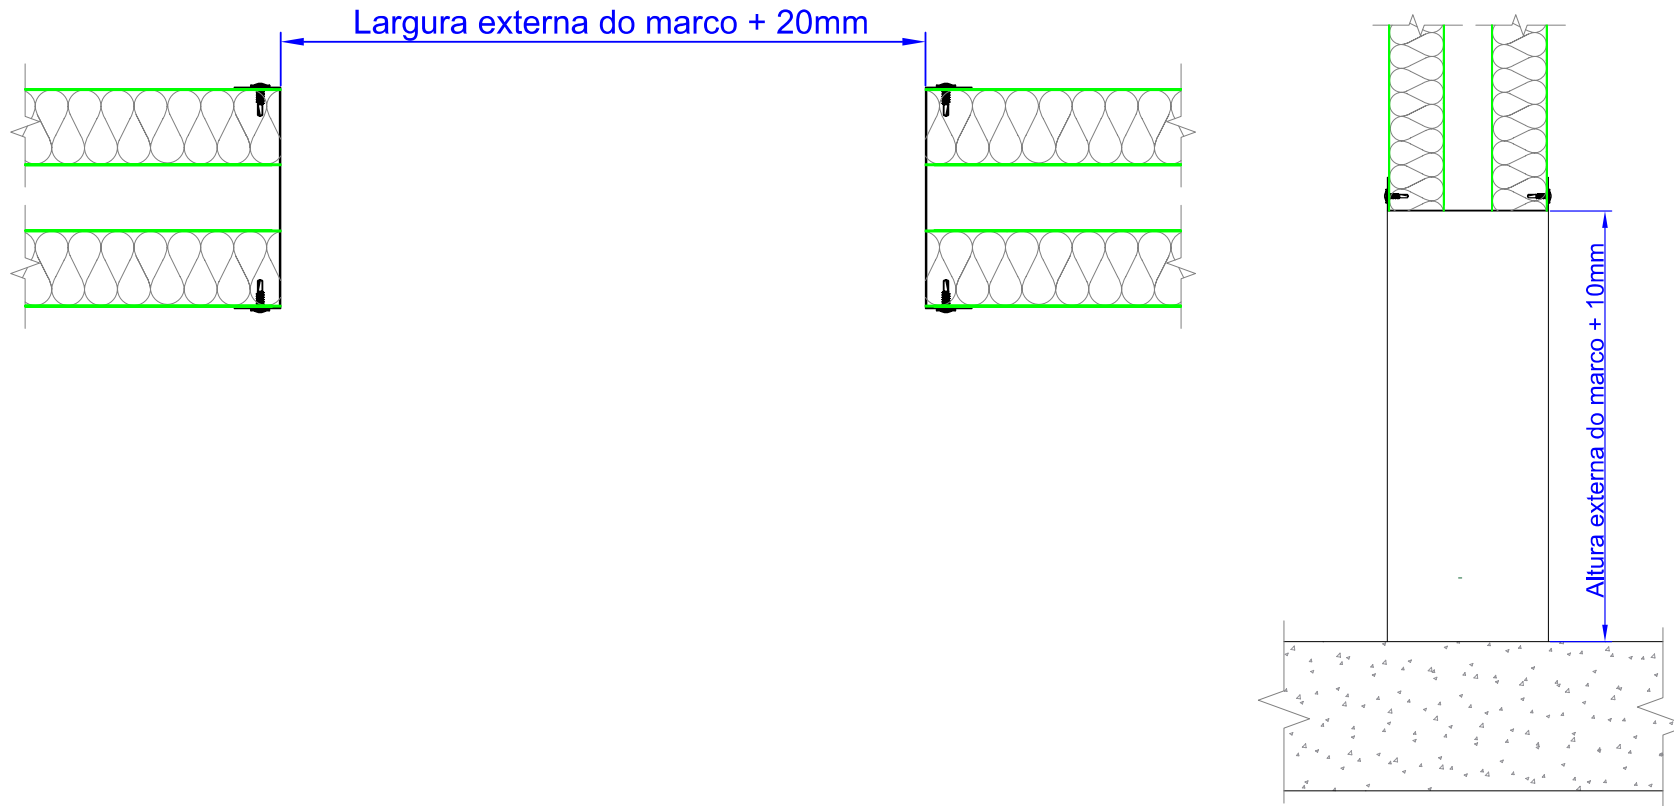 Largura externa do marco + 20mm
Altura externa do marco + 10mm